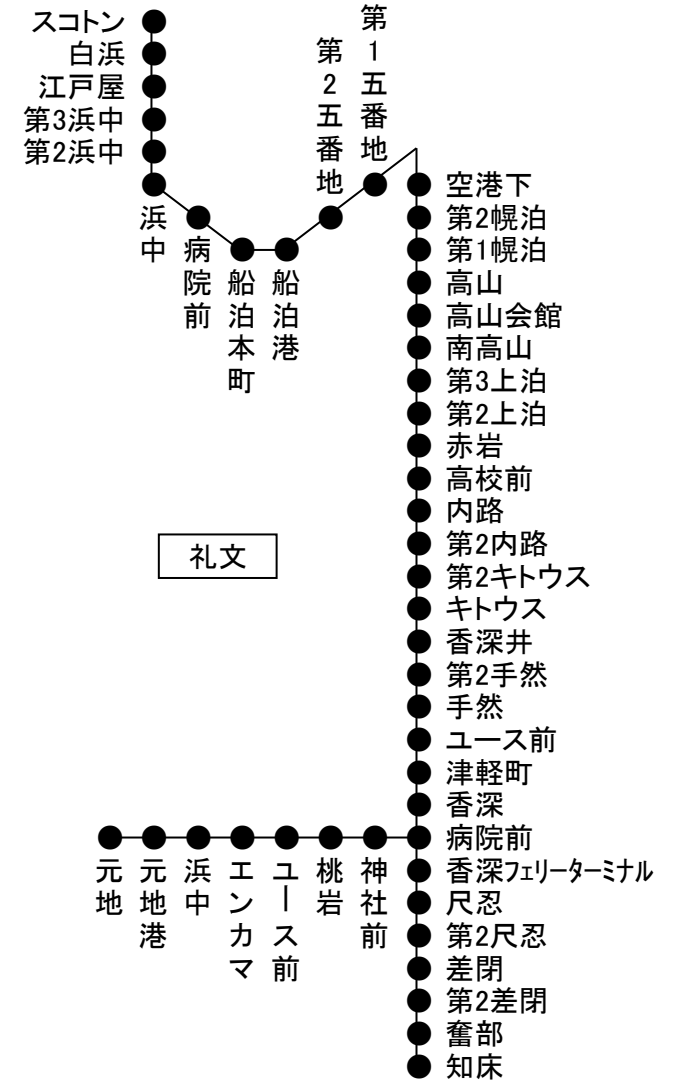 スコトン
白浜
江戸屋
第3浜中
第2浜中
浜中
病院前
船泊本町
船泊港
第2五番地
第1五番地
空港下
第2幌泊
第1幌泊
高山
高山会館
南高山
第3上泊
第2上泊
赤岩
高校前
内路
第2内路
第2キトウス
キトウス
香深井
第2手然
手然
ユース前
津軽町
香深
病院前
香深フェリーターミナル
尺忍
第2尺忍
差閉
第2差閉
奮部
知床
礼文
元地
元地港
浜中
エンカマ
ユース前
桃岩
神社前